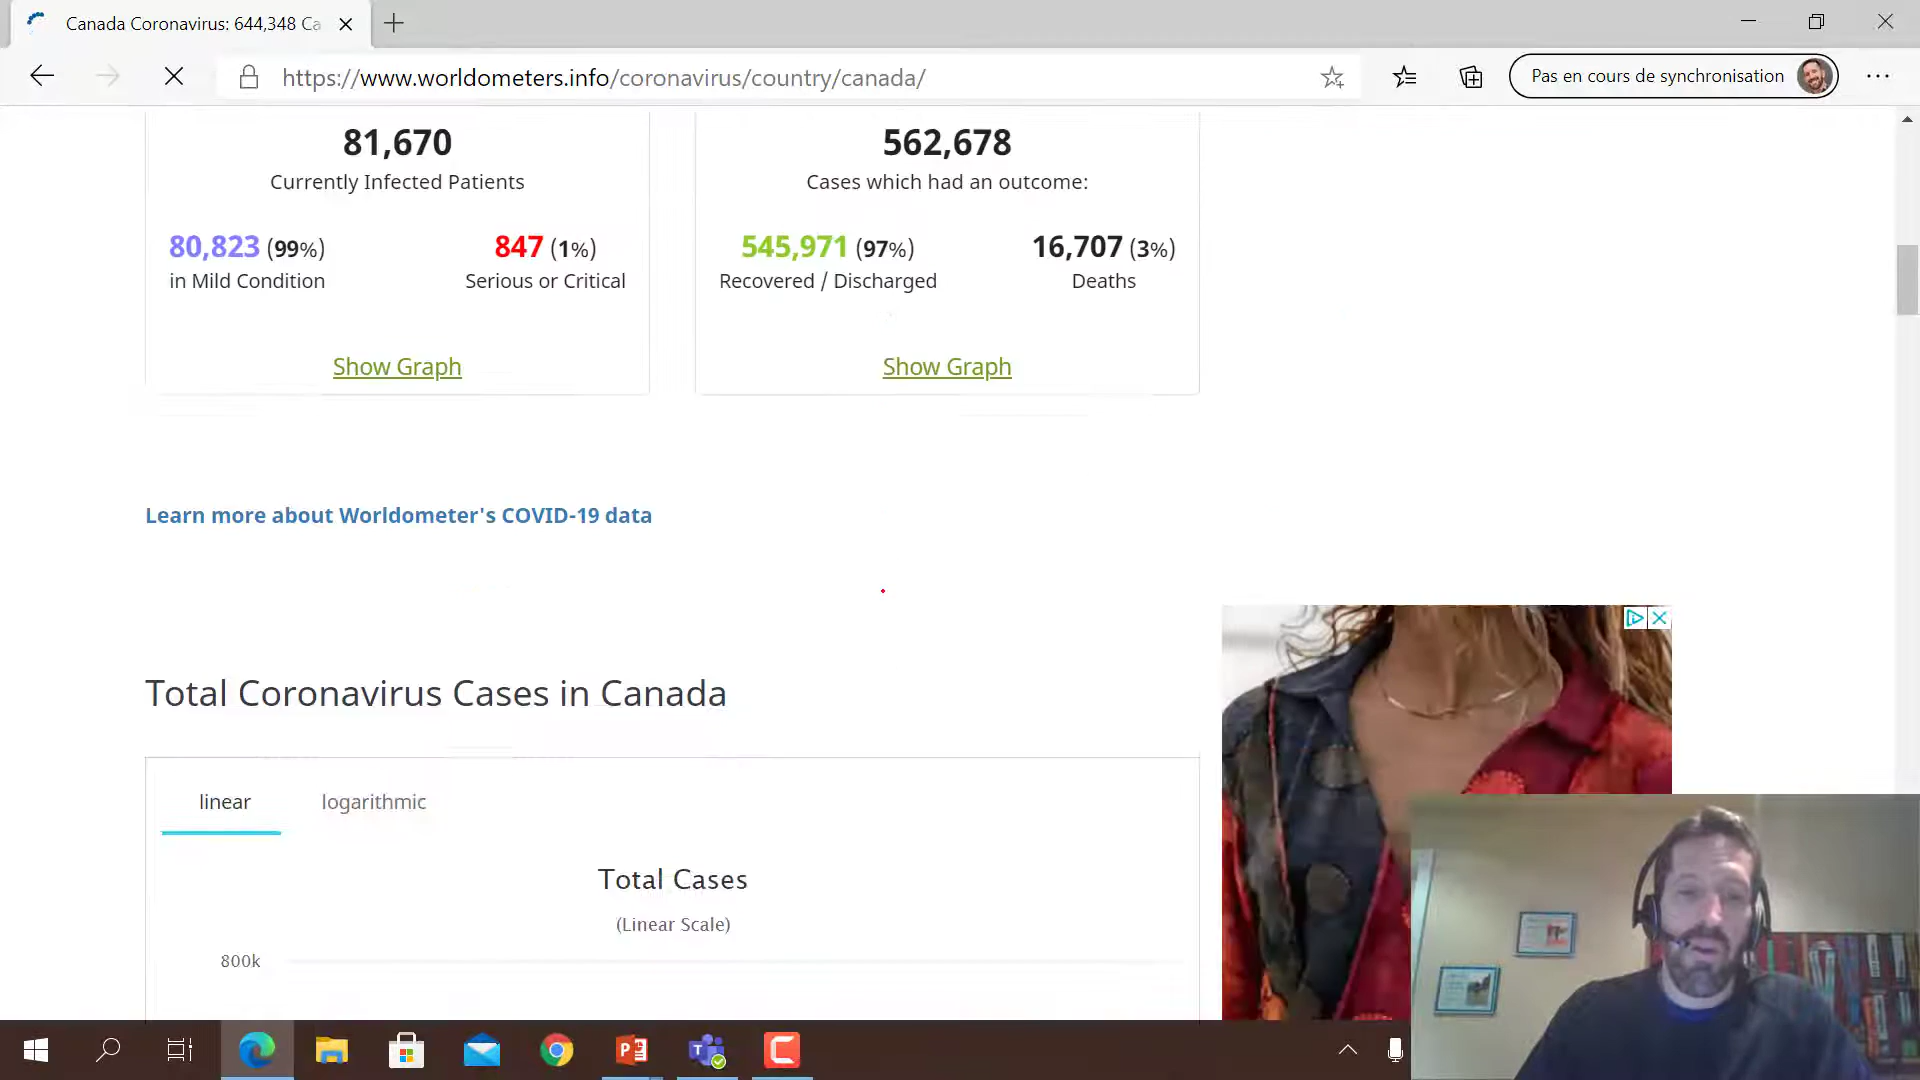 Canada Coronavirus: 644,348 Ca
https://www.worldometers.info/coronavirus/country/canada/
Pas en cours de synchronisation
81,670
Currently Infected Patients
80,823 (99%)
in Mild Condition
847 (1%)
Serious or Critical
Show Graph
562,678
Cases which had an outcome:
545,971 (97%)
Recovered / Discharged
16,707 (3%)
Deaths
Show Graph
Learn more about Worldometer's COVID-19 data
Total Coronavirus Cases in Canada
linear
logarithmic
Total Cases
(Linear Scale)
800k